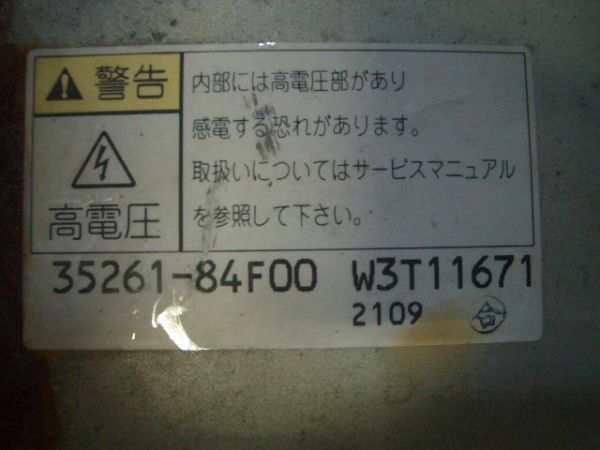 警告
高電圧
内部には高電圧部があり
感電する恐れがあります。
取扱いについてはサービスマニュアル
を参照して下さい。
35261-84F00 W3T11671
2109 合